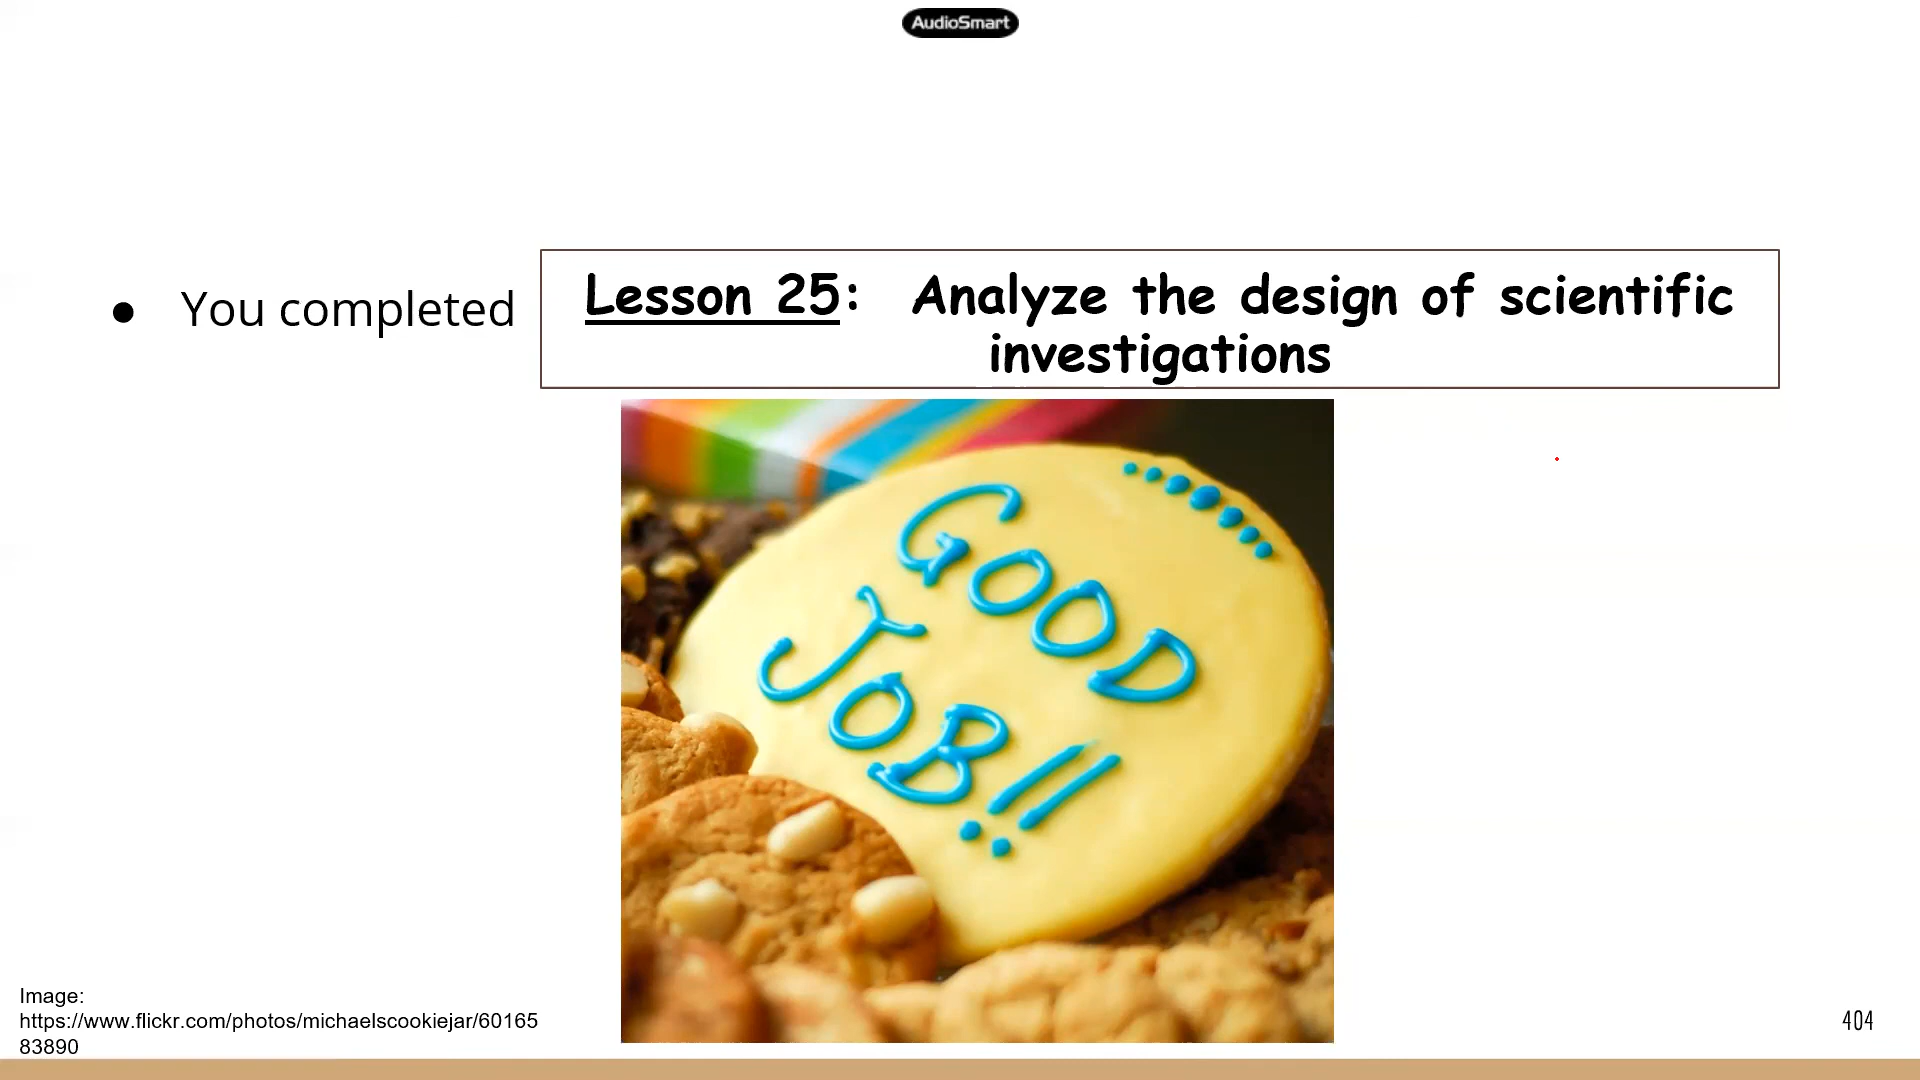 AudioSmart
● You completed
Lesson 25: Analyze the design of scientific
investigations
GOOD
JOB!!
Image:
https://www.flickr.com/photos/michaelscookiejar/60165
83890
404